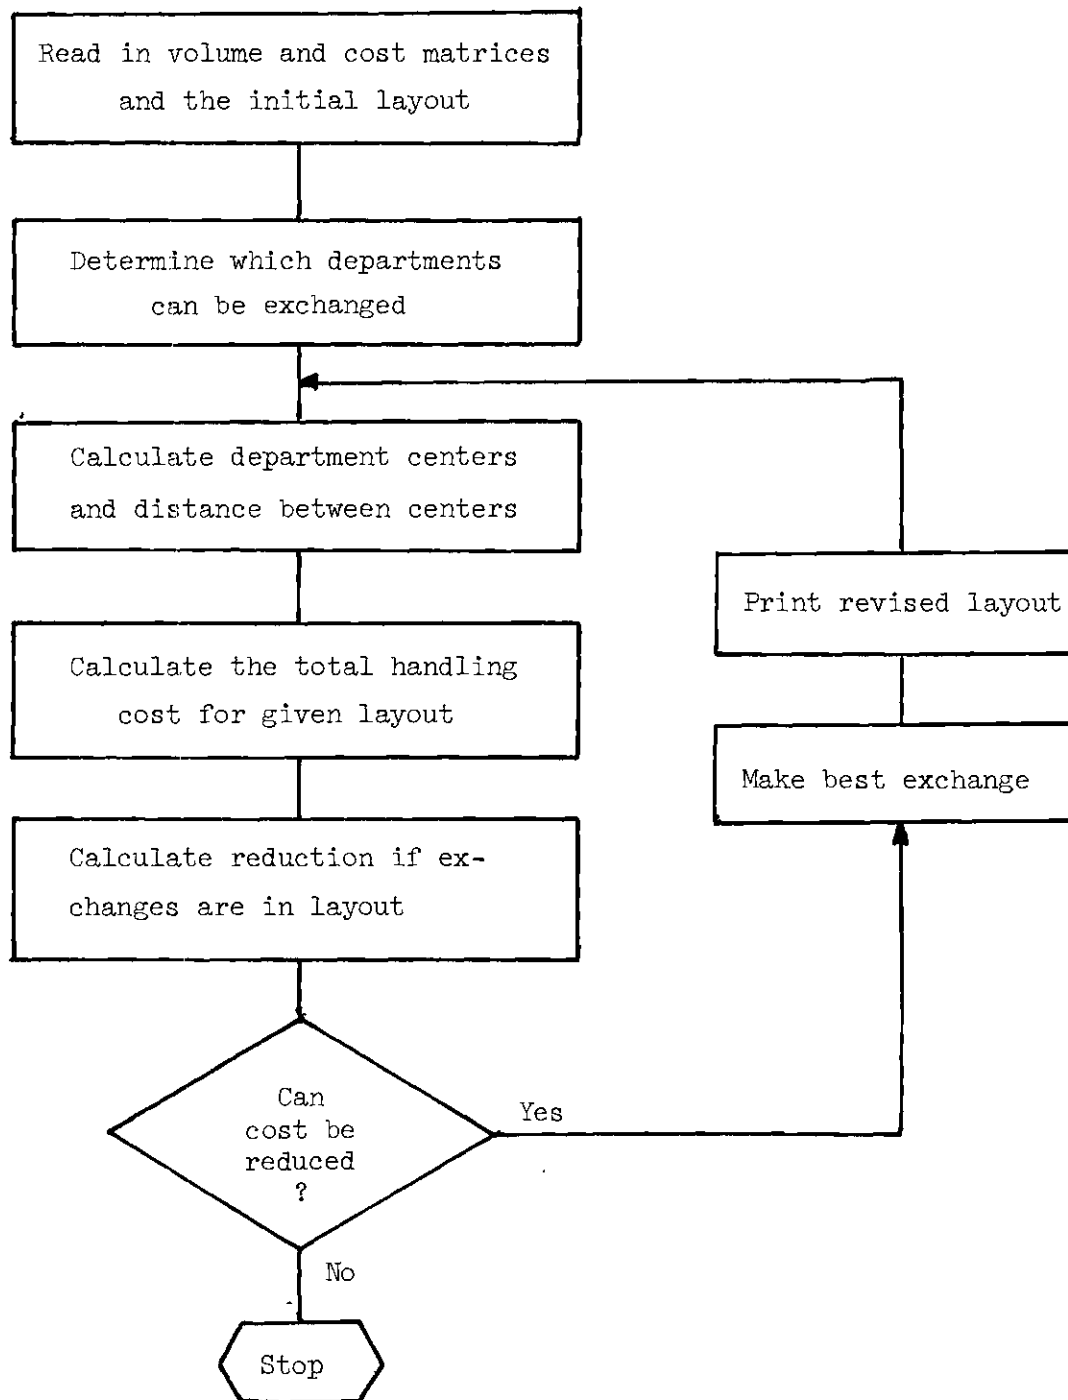 Read in volume and cost matrices
and the initial layout
Determine which departments
can be exchanged
Calculate department centers
and distance between centers
Calculate the total handling
cost for given layout
Calculate reduction if ex-
changes are in layout
Can
cost be
reduced
?
Yes
No
Stop
Make best exchange
Print revised layout